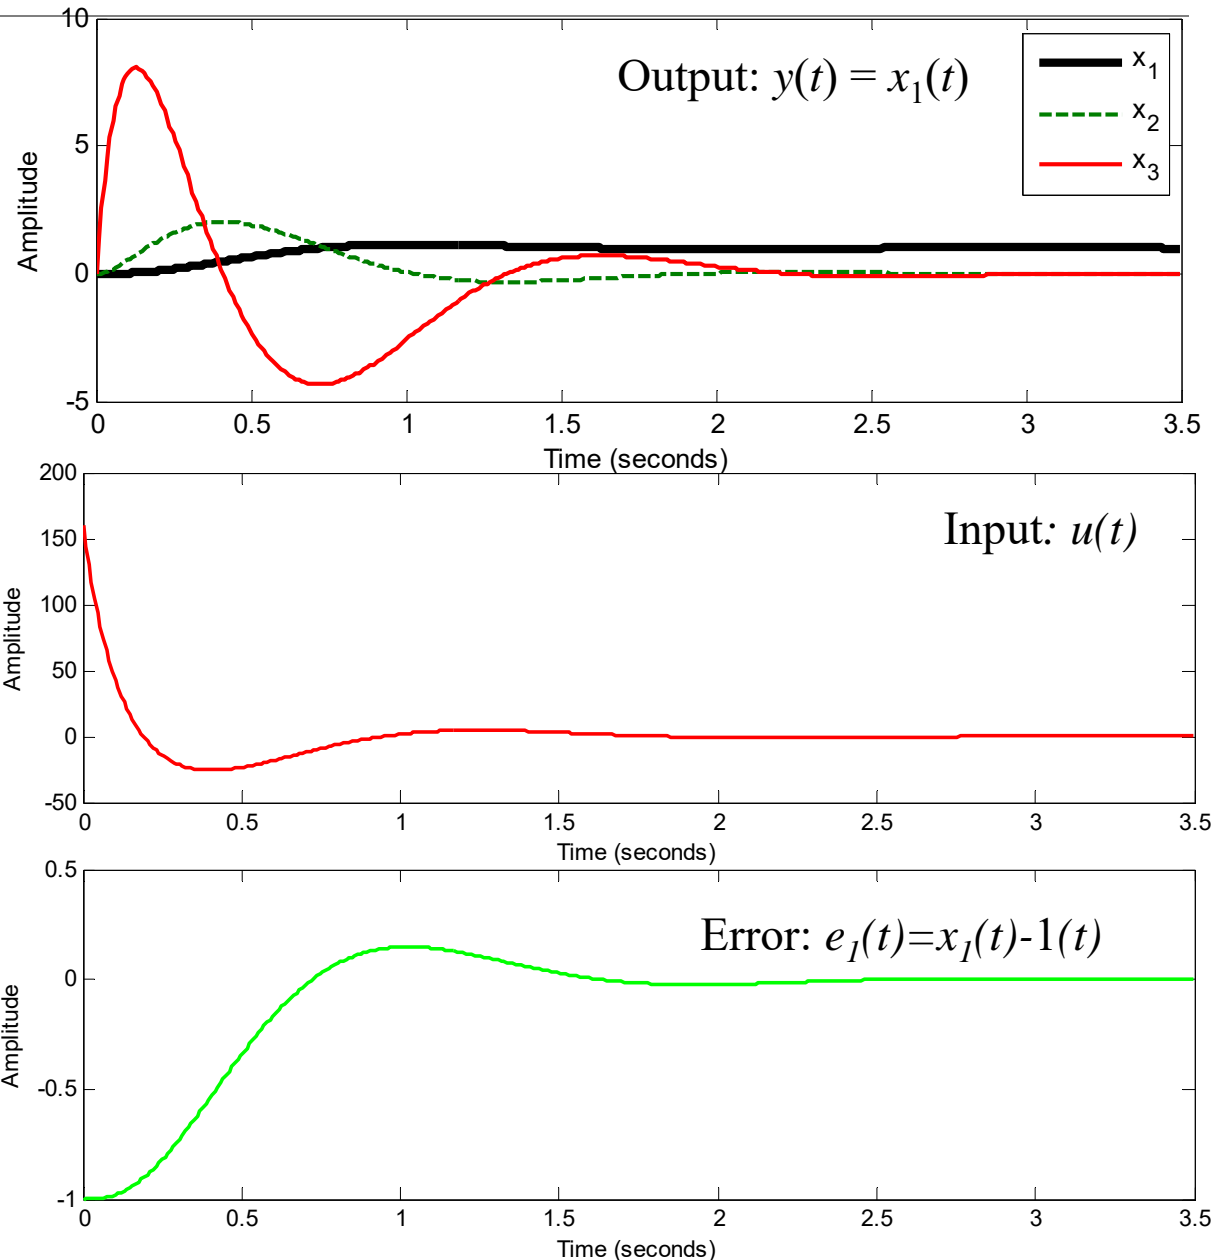 10
5
0
-5
Amplitude
Output: y(t) = x₁(t)
x₁
x₂
x₃
0 0.5 1 1.5 2 2.5 3 3.5
Time (seconds)
200
150
100
50
0
-50
Amplitude
Input: u(t)
0 0.5 1 1.5 2 2.5 3 3.5
Time (seconds)
0.5
0
-0.5
-1
Amplitude
Error: e₁(t)=x₁(t)-1(t)
0 0.5 1 1.5 2 2.5 3 3.5
Time (seconds)